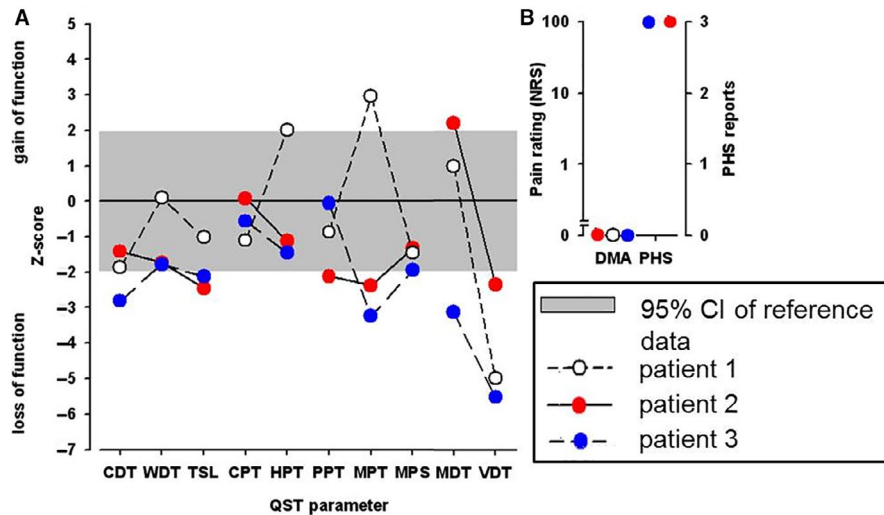 A
gain of function
loss of function
Z-score
5
4
3
2
1
0
–1
–2
–3
–4
–5
–6
–7
CDT WDT TSL CPT HPT PPT MPT MPS MDT VDT
QST parameter
B
Pain rating (NRS)
100
10
1
0
3
2
1
0
PHS reports
DMA PHS
95% CI of reference
data
patient 1
patient 2
patient 3